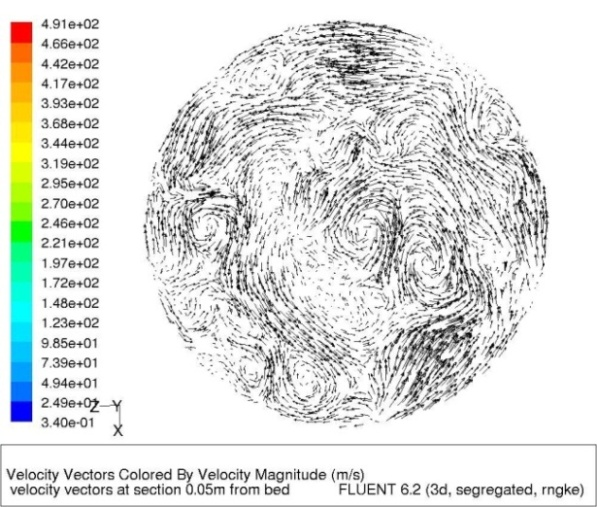 4.91e+02
4.66e+02
4.42e+02
4.17e+02
3.93e+02
3.68e+02
3.44e+02
3.19e+02
2.95e+02
2.70e+02
2.46e+02
2.21e+02
1.97e+02
1.72e+02
1.48e+02
1.23e+02
9.85e+01
7.39e+01
4.94e+01
2.49e+01
Z Y
3.40e-01
X
Velocity Vectors Colored By Velocity Magnitude (m/s)
velocity vectors at section 0.05m from bed FLUENT 6.2 (3d, segregated, rngke)